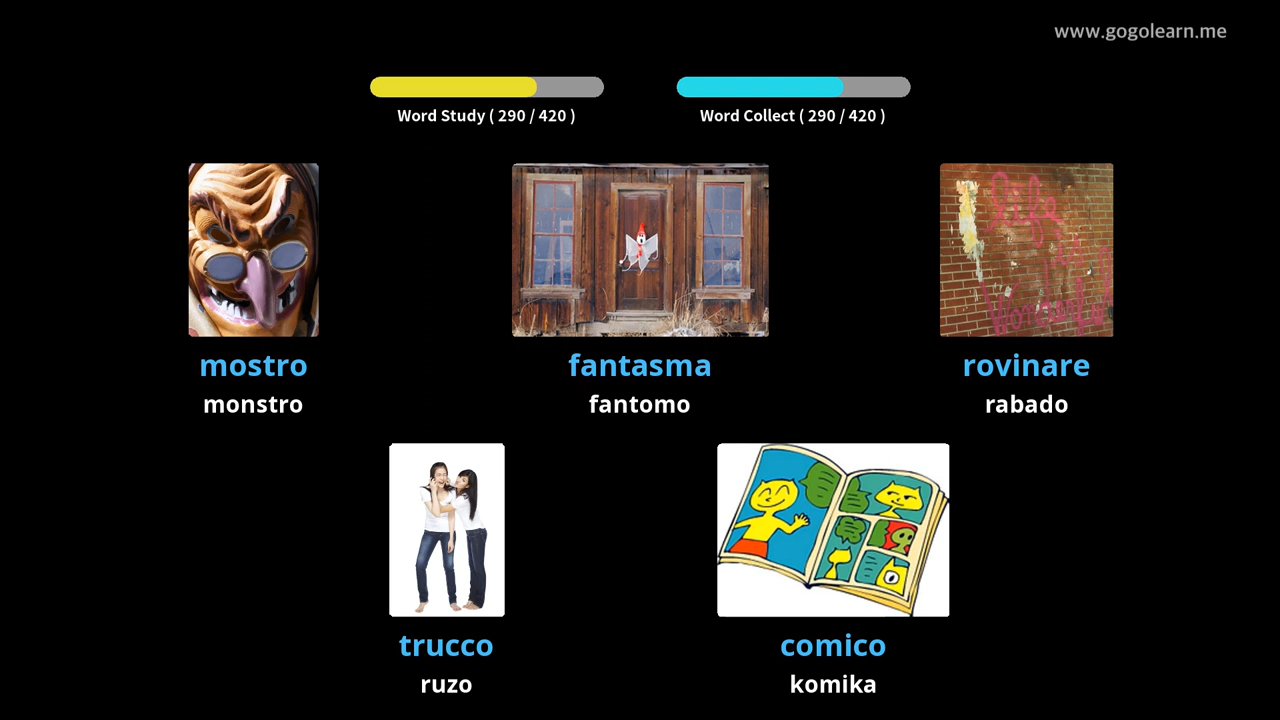 www.gogolearn.me
Word Study ( 290 / 420 )
Word Collect ( 290 / 420 )
mostro
monstro
fantasma
fantomo
rovinare
rabado
trucco
ruzo
comico
komika